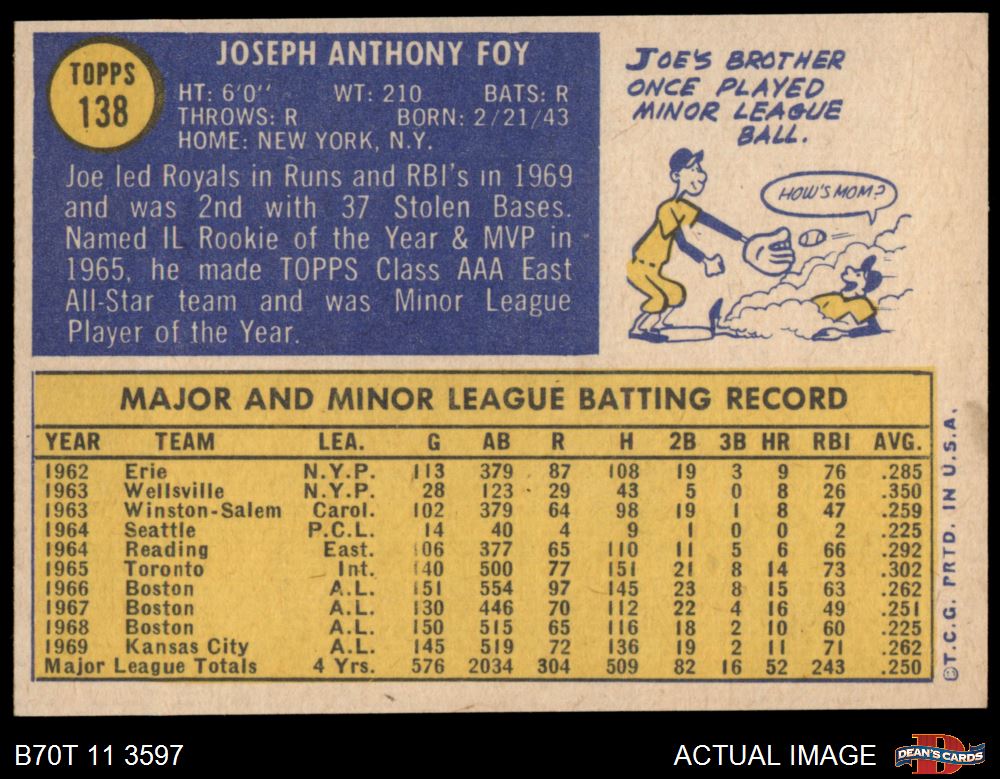 TOPPS
138
JOSEPH ANTHONY FOY
HT: 6'0" WT: 210 BATS: R
THROWS: R BORN: 2/21/43
HOME: NEW YORK, N.Y.
Joe led Royals in Runs and RBI's in 1969
and was 2nd with 37 Stolen Bases.
Named IL Rookie of the Year & MVP in
1965, he made TOPPS Class AAA East
All-Star team and was Minor League
Player of the Year.
JOE'S BROTHER
ONCE PLAYED
MINOR LEAGUE
BALL.
HOW'S MOM?
MAJOR AND MINOR LEAGUE BATTING RECORD
YEAR TEAM LEA. G AB R H 2B 3B HR RBI AVG.
1962 Erie N.Y.P. 113 379 87 108 19 3 9 76 .285
1963 Wellsville N.Y.P. 28 123 29 43 5 0 8 26 .350
1963 Winston-Salem Carol. 102 379 64 98 19 1 8 47 .259
1964 Seattle P.C.L. 14 40 4 9 1 0 0 2 .225
1964 Reading East. 106 377 65 110 11 5 6 66 .292
1965 Toronto Int. 140 500 77 151 21 8 14 73 .302
1966 Boston A.L. 151 554 97 145 23 8 15 63 .262
1967 Boston A.L. 130 446 70 112 22 4 16 49 .251
1968 Boston A.L. 150 515 65 116 18 2 10 60 .225
1969 Kansas City A.L. 145 519 72 136 19 2 11 71 .262
Major League Totals 4 Yrs. 576 2034 304 509 82 16 52 243 .250
©T.C.G. PRTD. IN U.S.A.
B70T 11 3597
ACTUAL IMAGE
DEAN'S CARDS